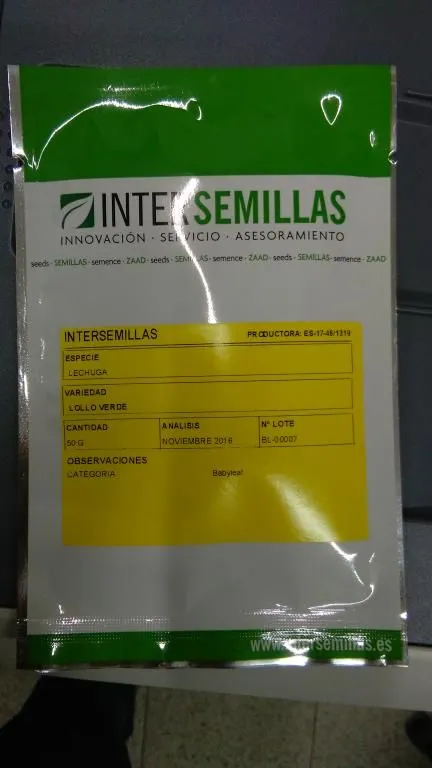 INTERSEMILLAS
INNOVACIÓN · SERVICIO · ASESORAMIENTO
seeds - SEMILLAS- semence - ZAAD - seeds - SEMILLAS- semence - ZAAD- seeds - SEMILLAS- semence - ZAAD
INTERSEMILLAS PRODUCTORA: ES-17-46/1319
ESPECIE
LECHUGA
VARIEDAD
LOLLO VERDE
CANTIDAD ANALISIS Nº LOTE
50 G NOVIEMBRE 2016 BL-00007
OBSERVACIONES
CATEGORIA Babyleaf
www.intersemillas.es